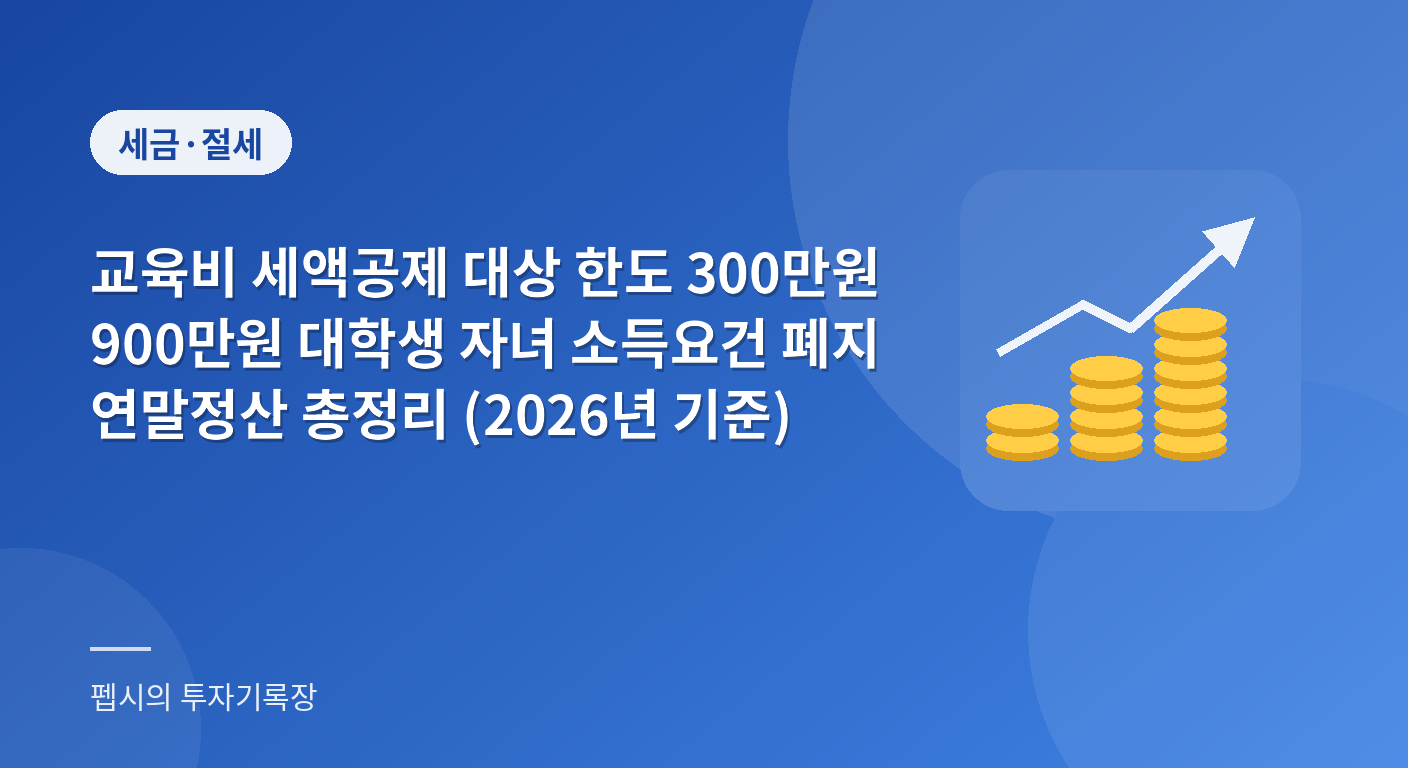 세금·절세
교육비 세액공제 대상 한도 300만원
900만원 대학생 자녀 소득요건 폐지
연말정산 총정리 (2026년 기준)
펩시의 투자기록장